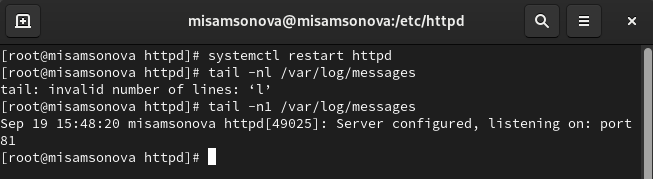 misamsonova@misamsonova:/etc/httpd
[root@misamsonova httpd]# systemctl restart httpd
[root@misamsonova httpd]# tail -nl /var/log/messages
tail: invalid number of lines: ‘l’
[root@misamsonova httpd]# tail -n1 /var/log/messages
Sep 19 15:48:20 misamsonova httpd[49025]: Server configured, listening on: port
81
[root@misamsonova httpd]#